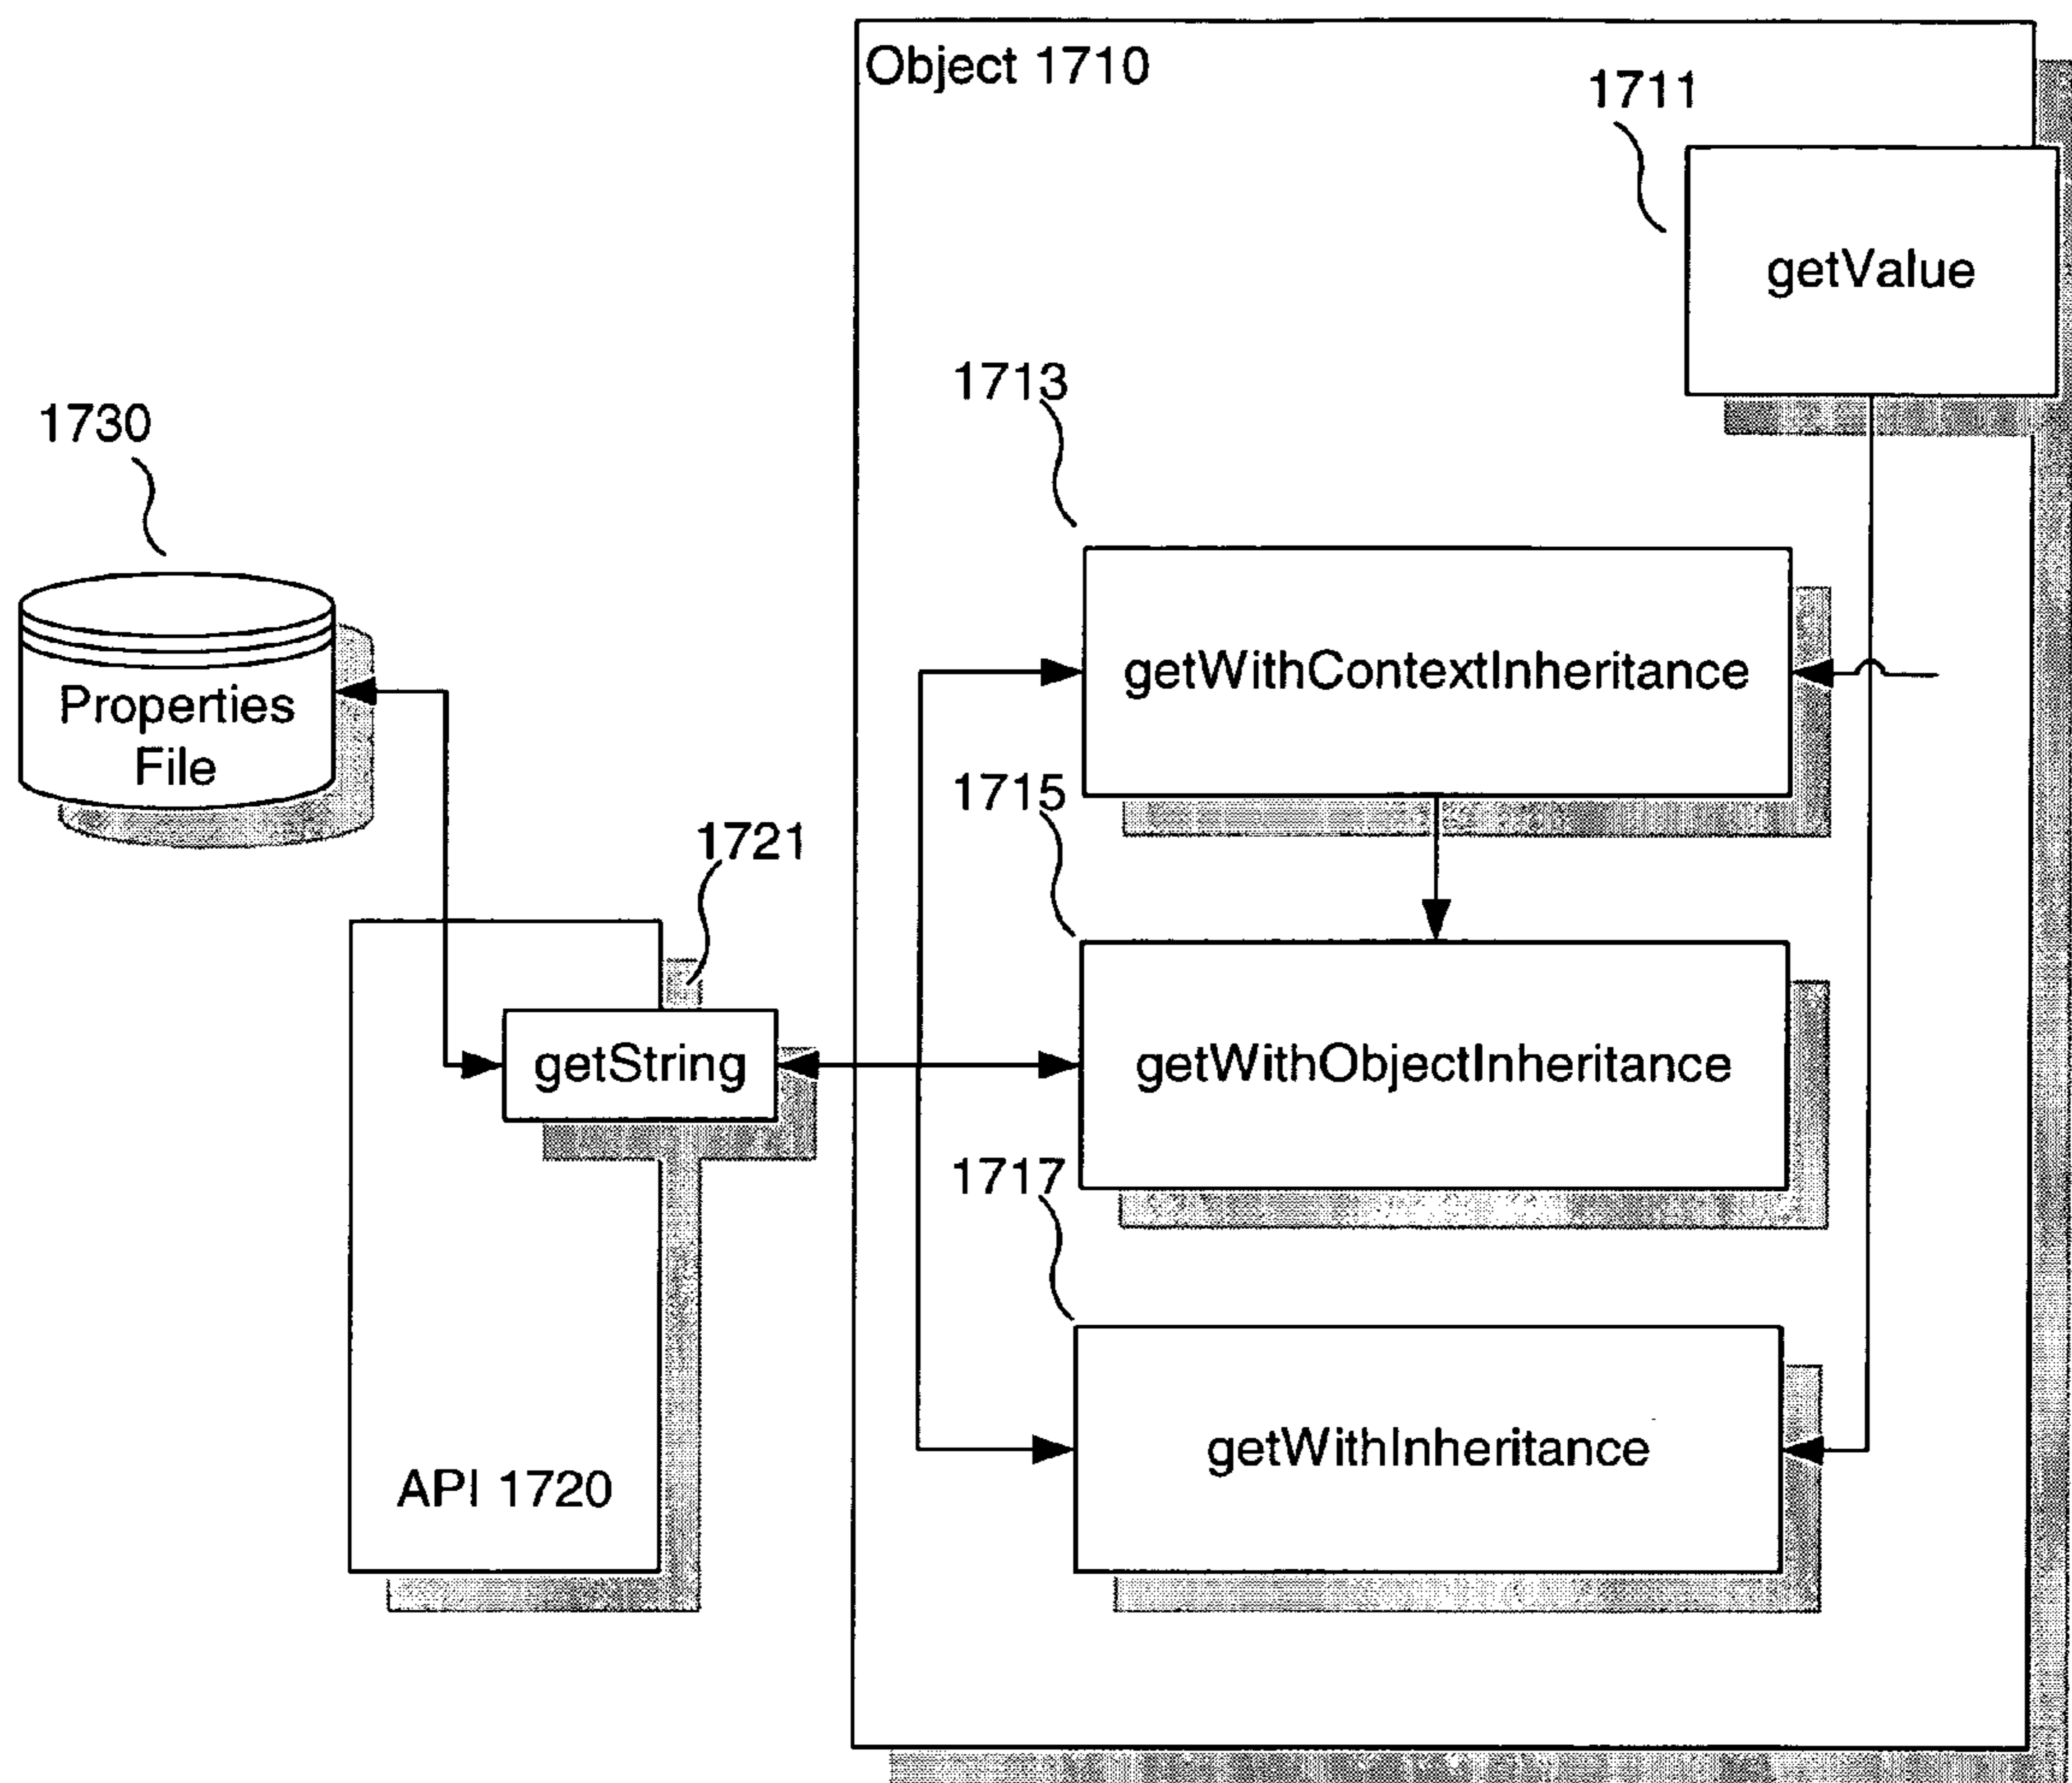 Object 1710
1711
getValue
1713
1730
getWithContextInheritance
Properties
File
1715
1721
getString
getWithObjectInheritance
1717
getWithInheritance
API 1720